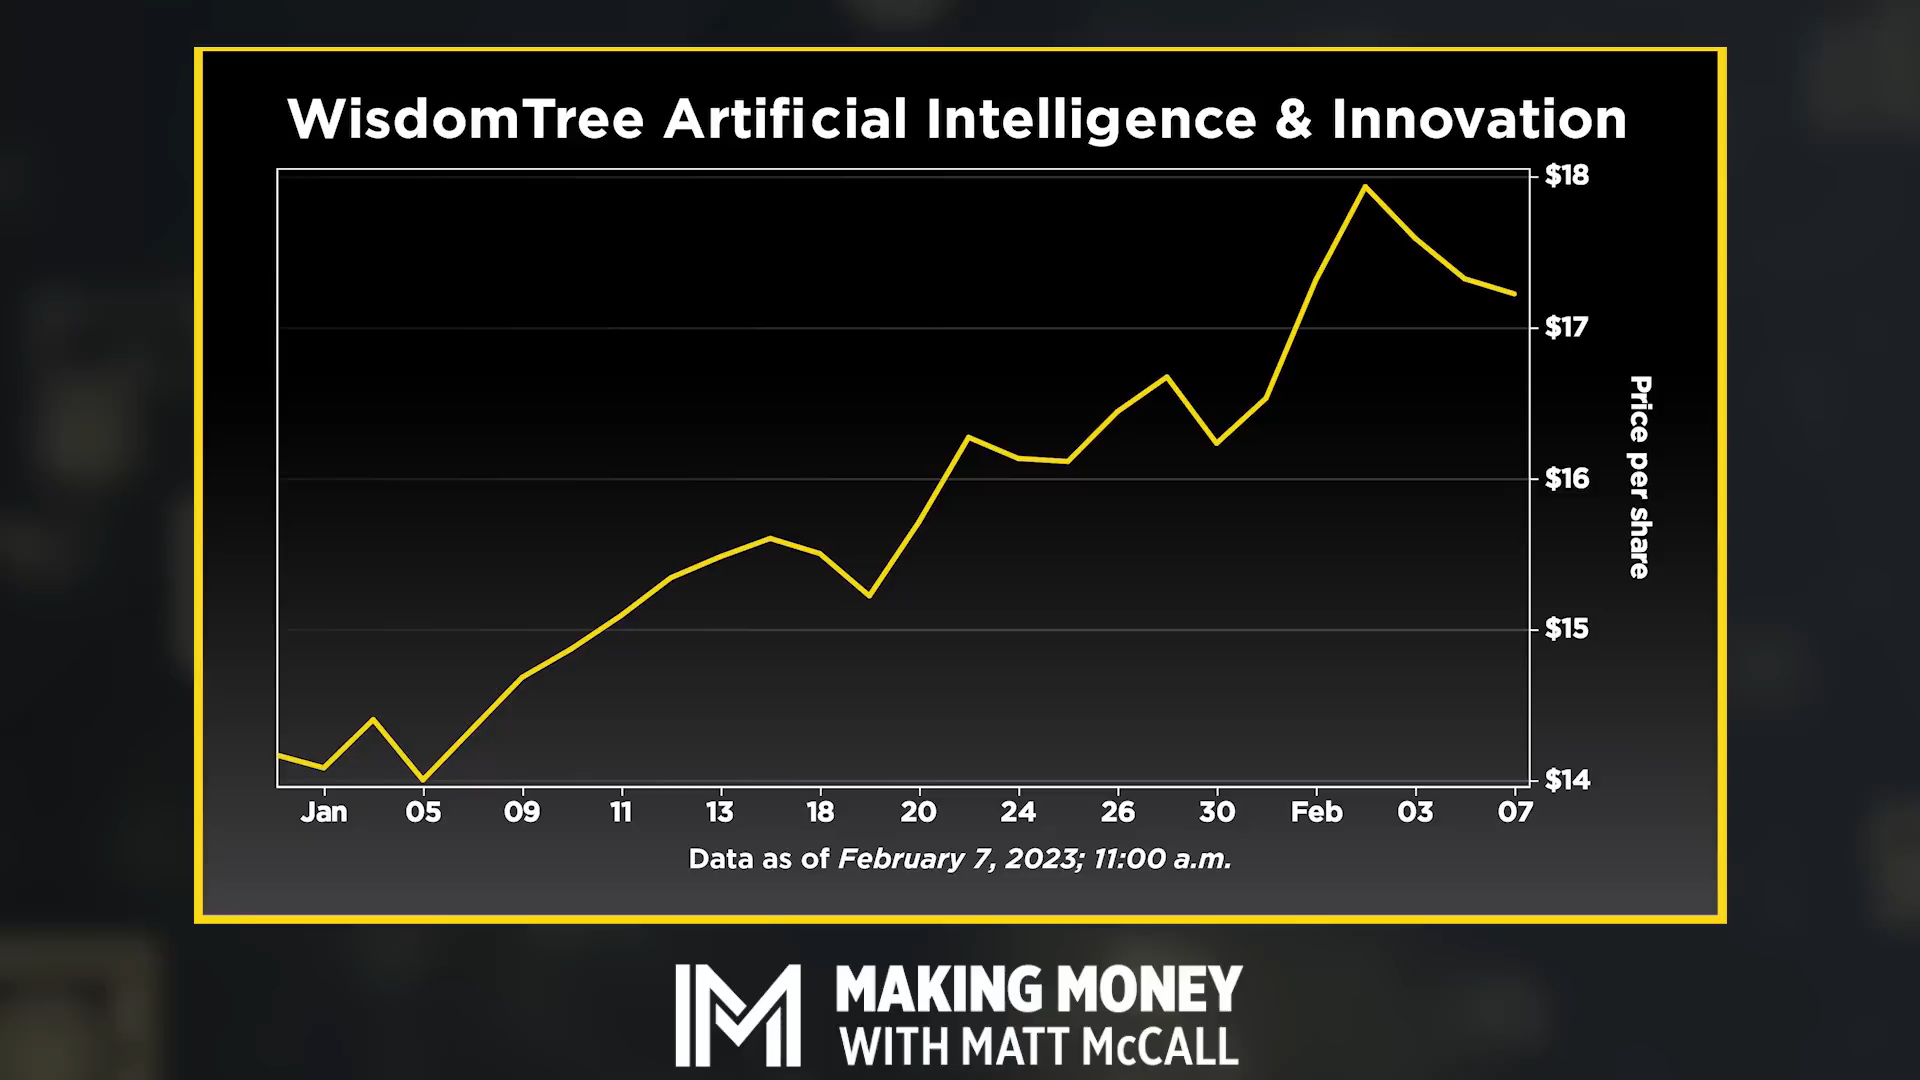 WisdomTree Artificial Intelligence & Innovation
$18
$17
$16
$15
$14
Price per share
Jan 05 09 11 13 18 20 24 26 30 Feb 03 07
Data as of February 7, 2023; 11:00 a.m.
MAKING MONEY
WITH MATT McCALL